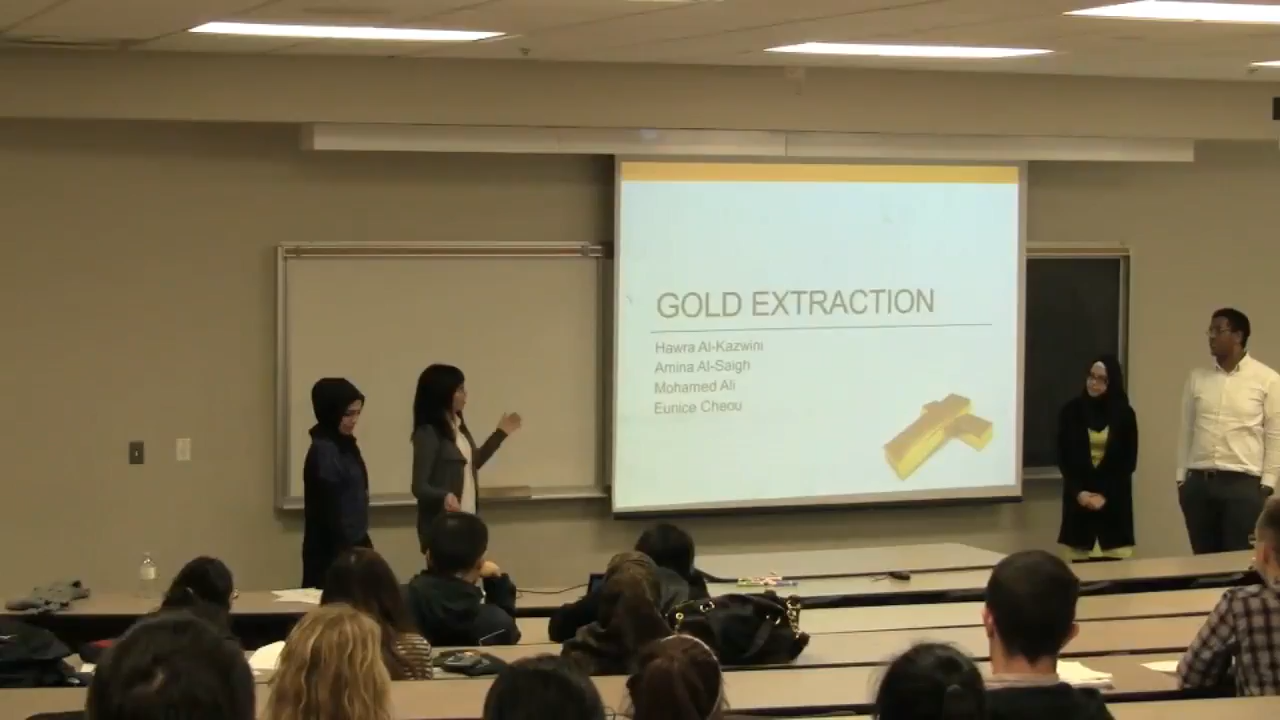 GOLD EXTRACTION
Hawra Al-Kazwini
Amina Al-Saigh
Mohamed Ali
Eunice Cheou